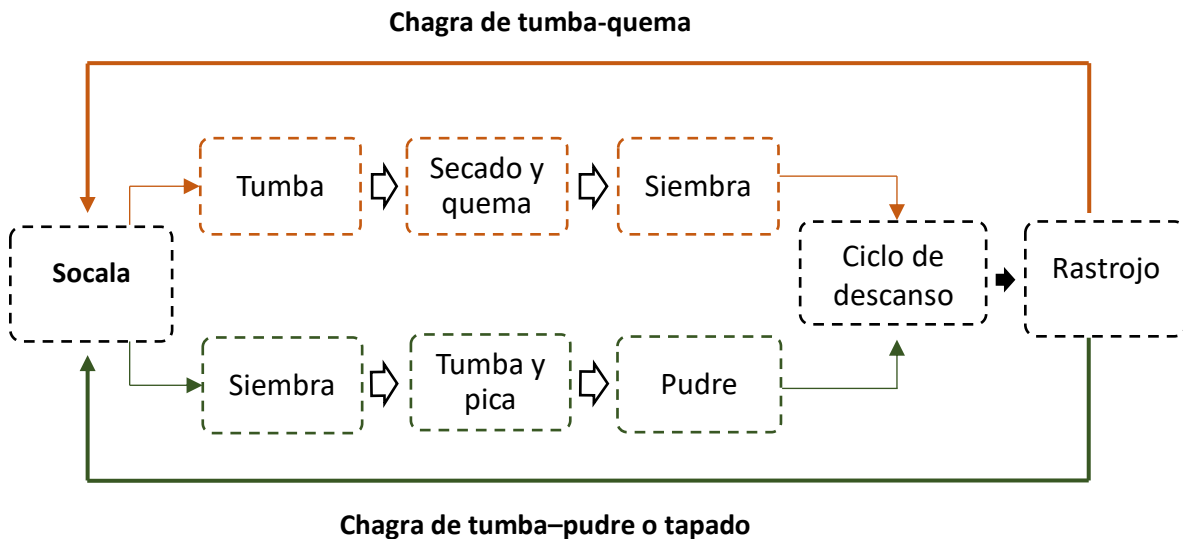 Chagra de tumba-quema
Tumba
Secado y
quema
Siembra
Socala
Ciclo de
descanso
Rastrojo
Siembra
Tumba y
pica
Pudre
Chagra de tumba–pudre o tapado